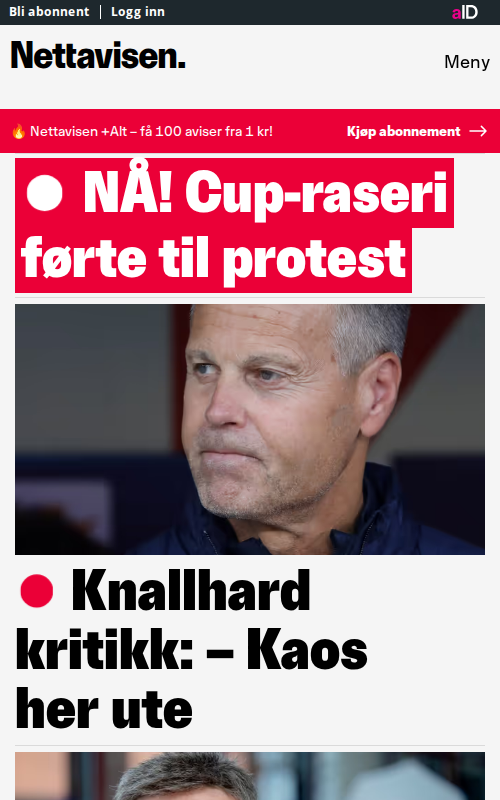 Bli abonnent | Logg inn
aID
Nettavisen.
Meny
🔥 Nettavisen +Alt – få 100 aviser fra 1 kr!
Kjøp abonnement →
NÅ! Cup-raseri
førte til protest
Knallhard
kritikk: – Kaos
her ute